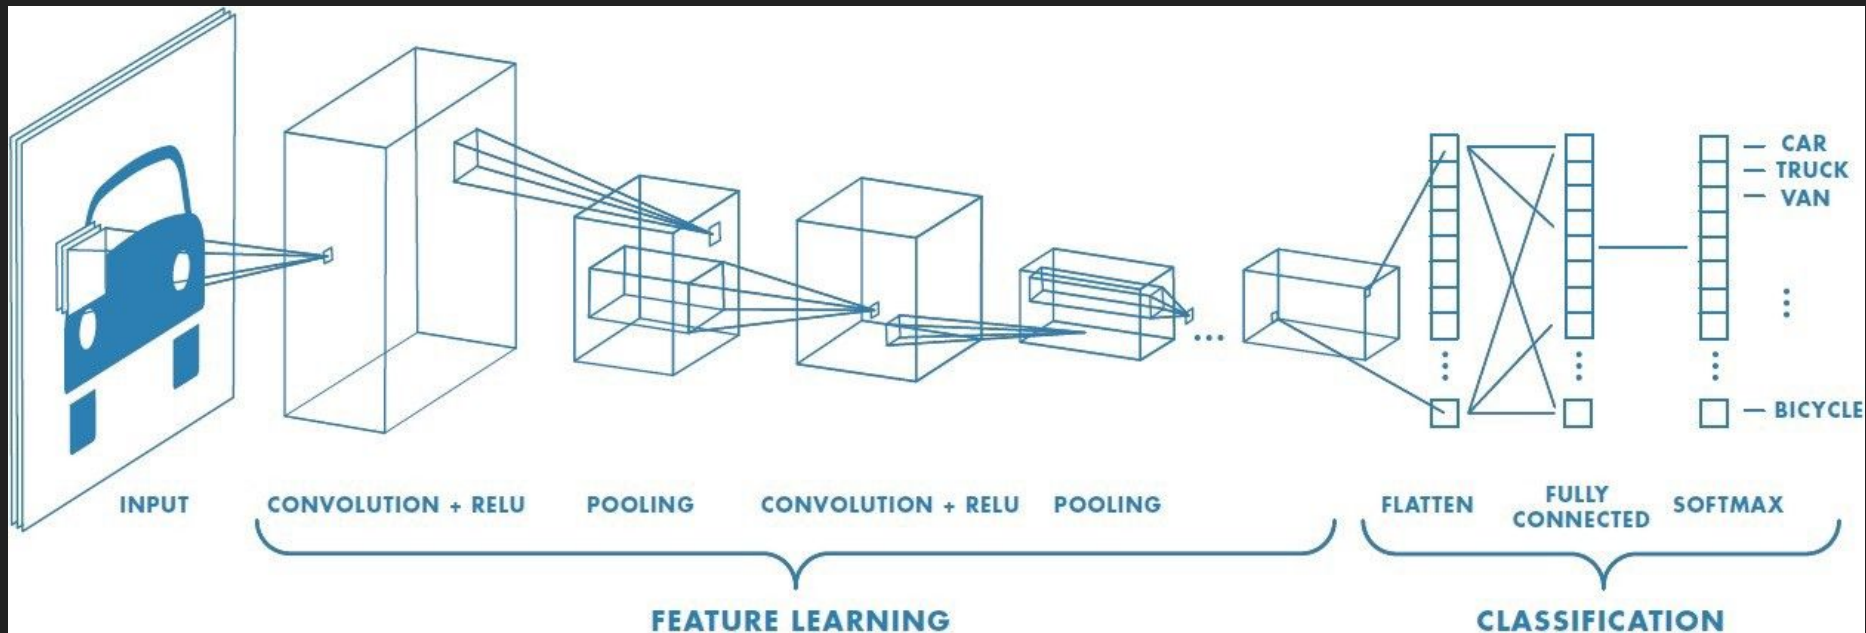 CAR
TRUCK
VAN
BICYCLE
INPUT
CONVOLUTION + RELU
POOLING
CONVOLUTION + RELU
POOLING
FLATTEN
FULLY
CONNECTED
SOFTMAX
FEATURE LEARNING
CLASSIFICATION